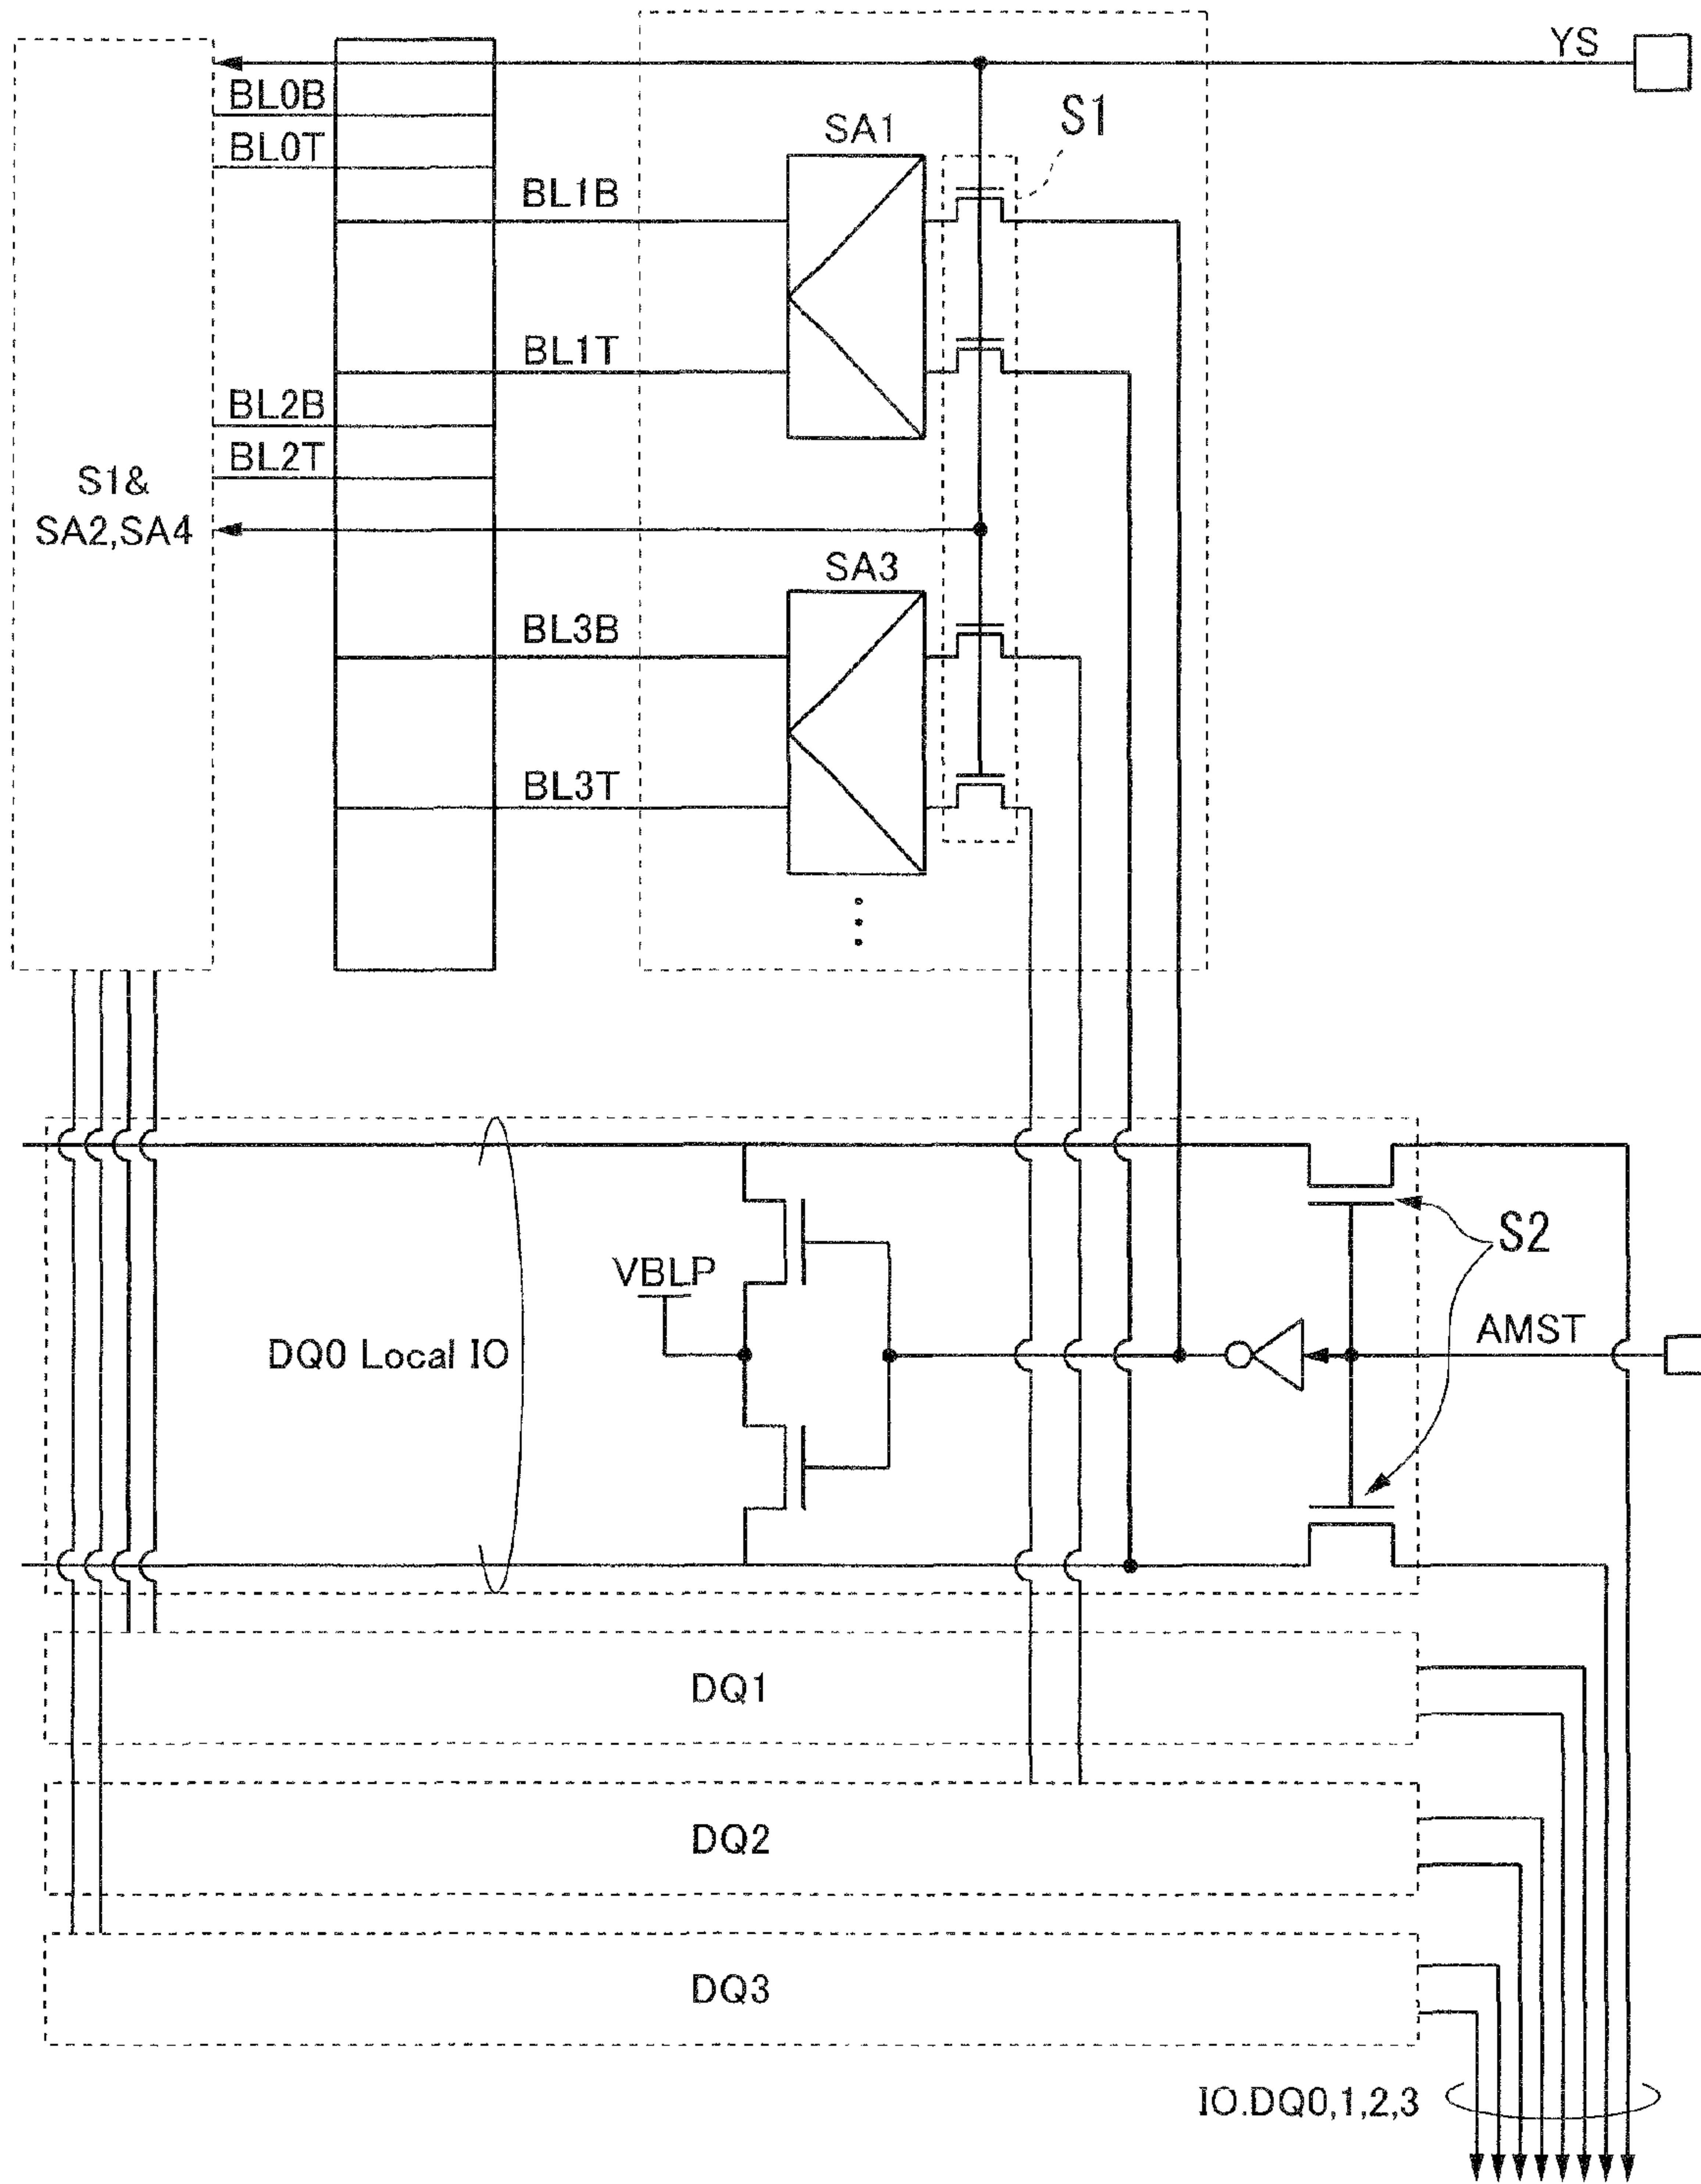 YS
BL0B
S1
SA1
BL0T
BL1B
BL1T
BL2B
BL2T
S1&
SA2,SA4
SA3
BL3B
BL3T
S2
VBLP
AMST
DQ0 Local IO
DQ1
DQ2
DQ3
IO.DQ0,1,2,3